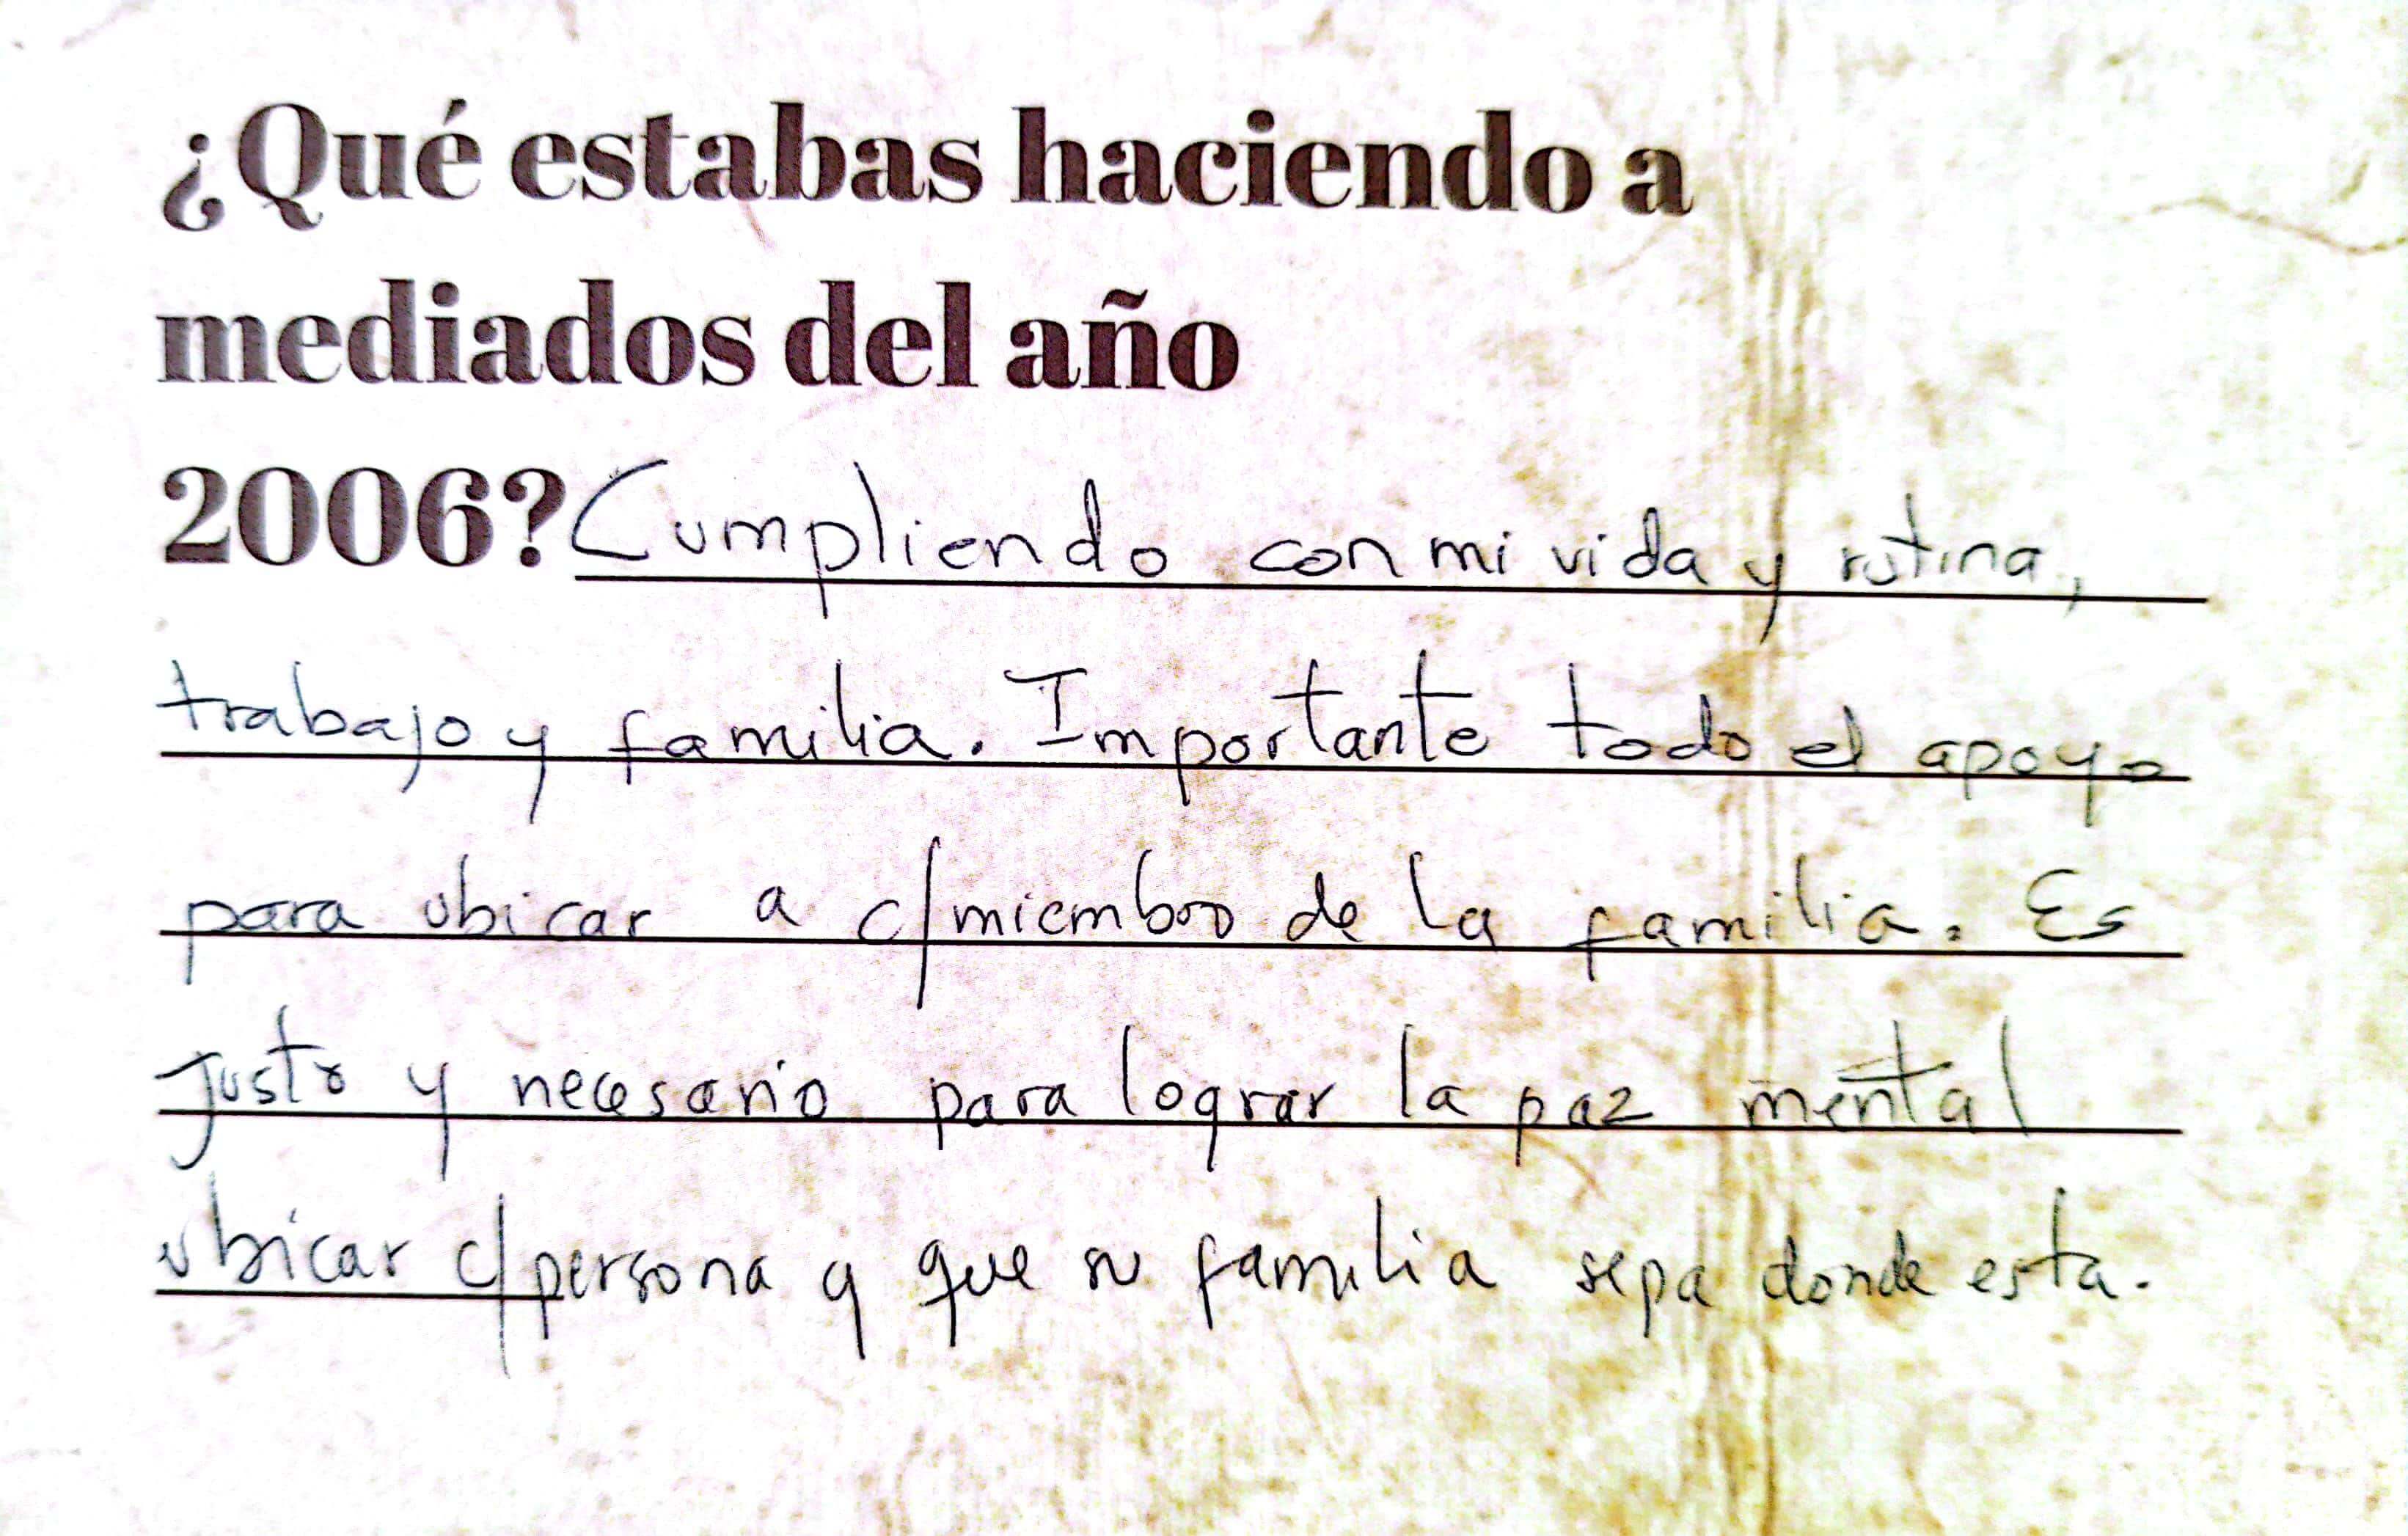 ¿Qué estabas haciendo a
mediados del año
2006? Cumpliendo con mi vida y rutina,
trabajo y familia. Importante todo el apoyo
para ubicar a c/miembro de la familia. Es
justo y necesario para lograr la paz mental
ubicar c/persona y que su familia sepa donde esta.